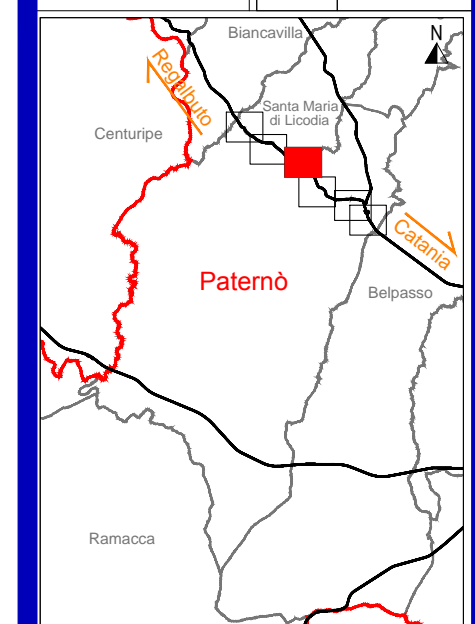 Biancavilla
N
Regalbuto
Santa Maria
di Licodia
Centuripe
Catania
Paternò
Belpasso
Ramacca